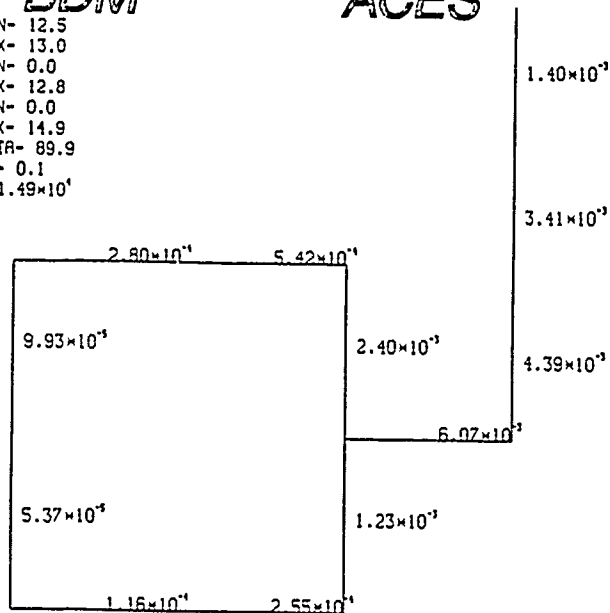 ACES
N- 12.5
X- 13.0
N- 0.0
X- 12.8
N- 0.0
X- 14.9
TA- 89.9
- 0.1
1.49×10⁴
1.40×10⁻³
3.41×10⁻³
2.80×10⁻⁴ 5.42×10⁻⁴
9.93×10⁻⁵ 2.40×10⁻³ 4.39×10⁻³
6.07×10⁻³
5.37×10⁻⁵ 1.23×10⁻³
1.16×10⁻⁴ 2.55×10⁻⁴